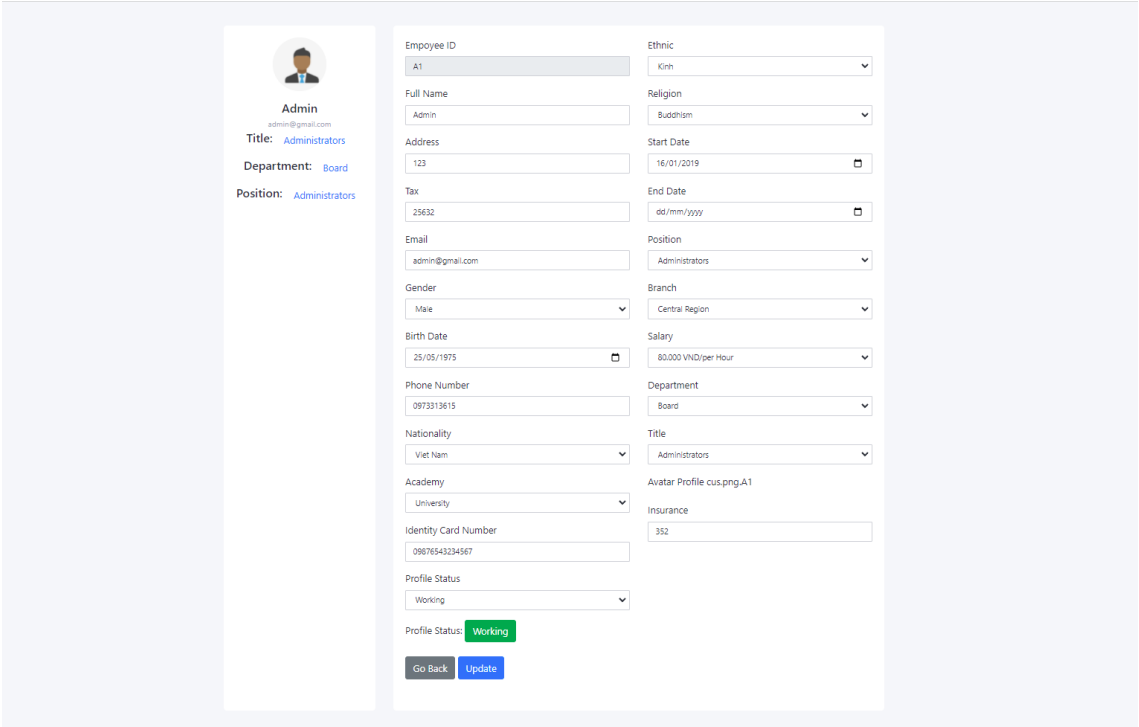 Admin
admin@gmail.com
Title: Administrators
Department: Board
Position: Administrators
Empoyee ID
A1
Full Name
Admin
Address
123
Tax
25632
Email
admin@gmail.com
Gender
Male
Birth Date
25/05/1975
Phone Number
0973313615
Nationality
Viet Nam
Academy
University
Identity Card Number
09876543234567
Profile Status
Working
Profile Status: Working
Go Back Update
Ethnic
Kinh
Religion
Buddhism
Start Date
16/01/2019
End Date
dd/mm/yyyy
Position
Administrators
Branch
Central Region
Salary
80.000 VND/per Hour
Department
Board
Title
Administrators
Avatar Profile cus.png.A1
Insurance
352